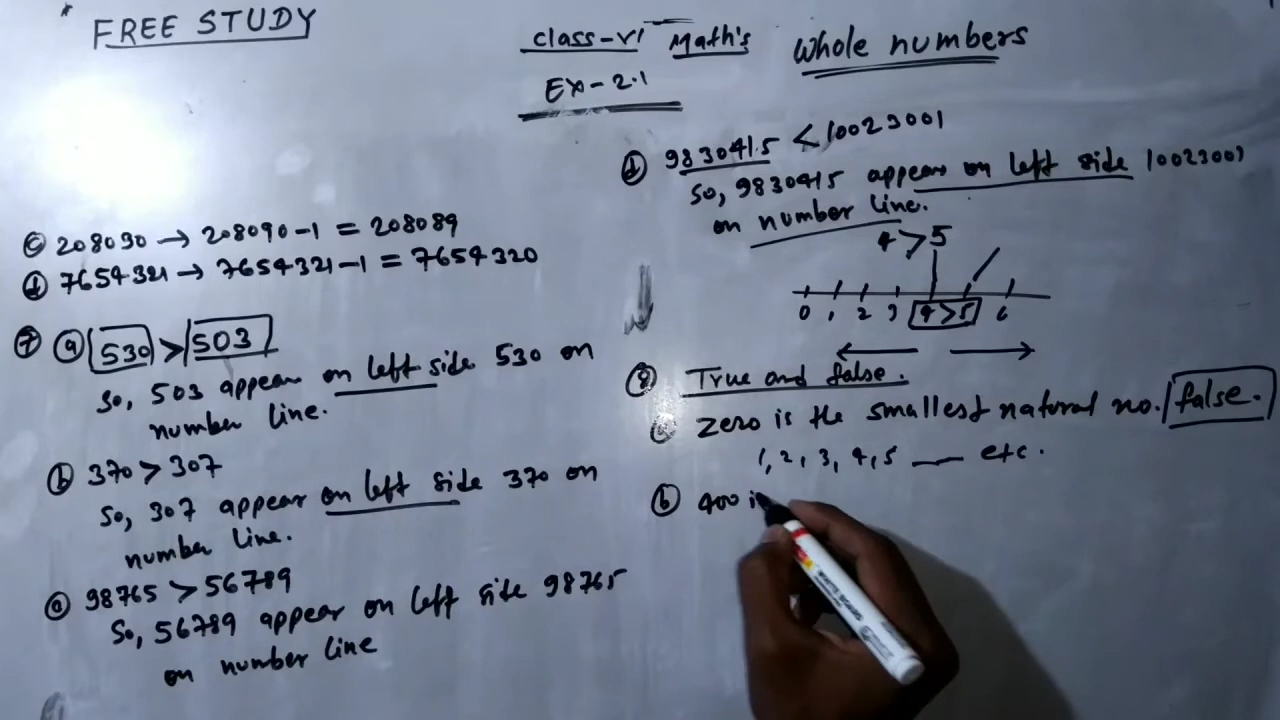 FREE STUDY
class-VI Math's Whole numbers
Ex-2.1
(c) 208090 → 208090-1 = 208089
(d) 7654321 → 7654321-1 = 7654320
(7) (a) 530 > 503
So, 503 appear on left side 530 on
number line.
(b) 370 > 307
So, 307 appear on left side 370 on
number line.
98765 > 56789
So, 56789 appear on left side 98765
on number line
(d) 9830415 < 10023001
So, 9830415 appear on left side 10023001
on number line.
4 > 5
0 1 2 3 4 > 5 6
(8) True and false.
(a) Zero is the smallest natural no. false.
1, 2, 3, 4, 5 — etc.
(b) 400 i